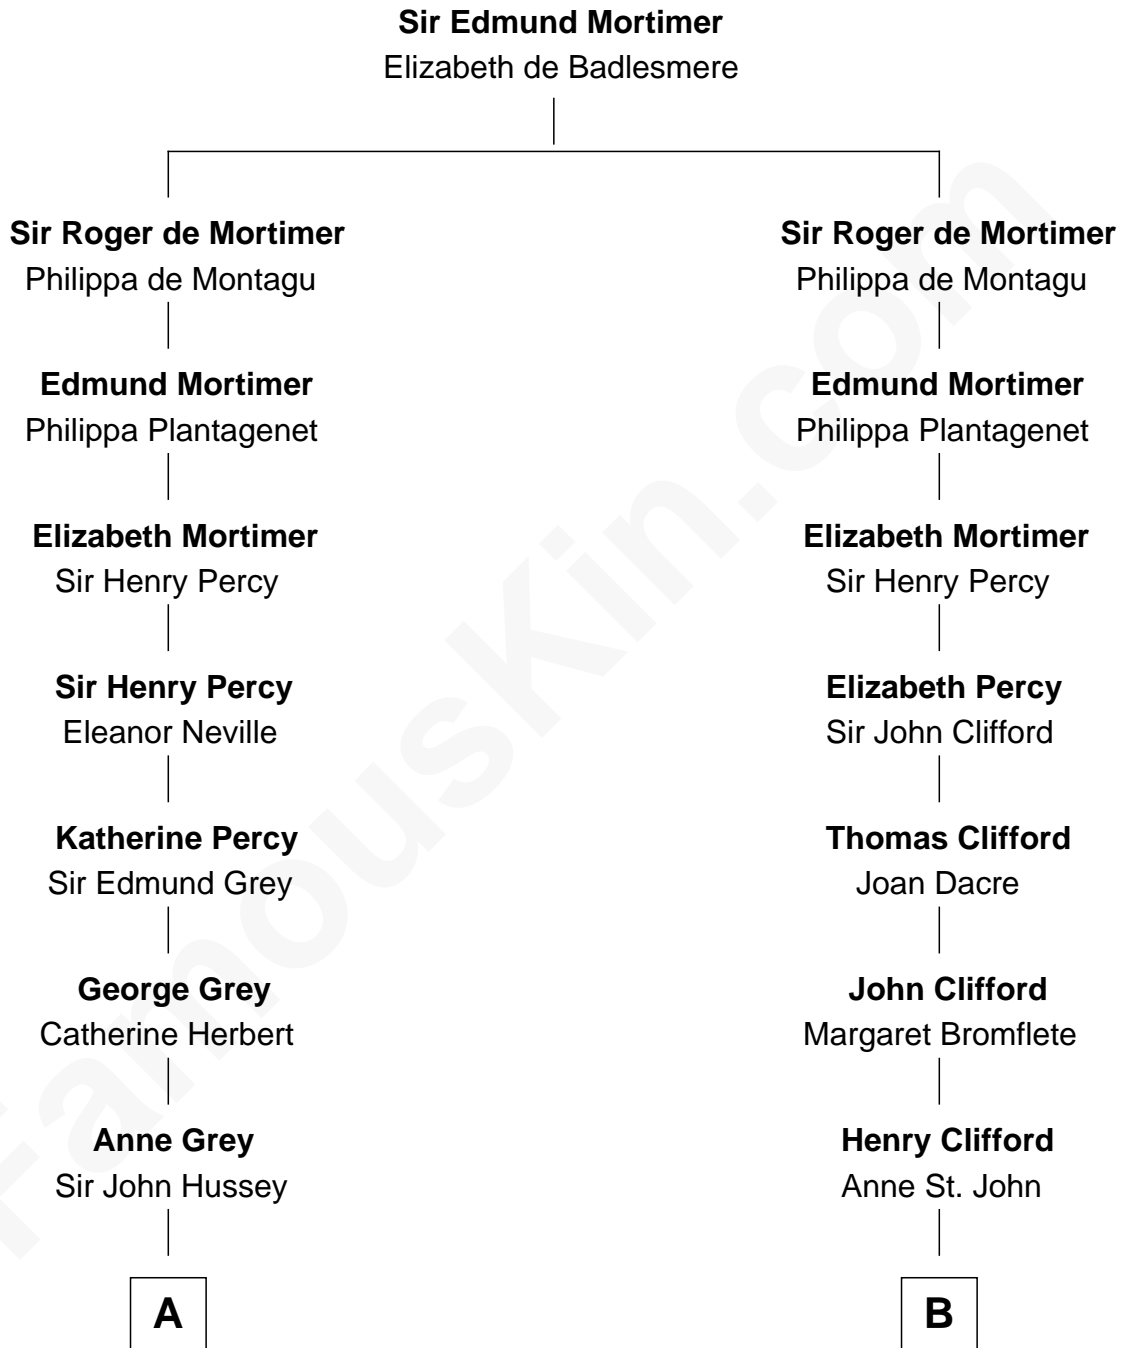 Sir Edmund Mortimer
Elizabeth de Badlesmere
Sir Roger de Mortimer
Philippa de Montagu
Sir Roger de Mortimer
Philippa de Montagu
Edmund Mortimer
Philippa Plantagenet
Edmund Mortimer
Philippa Plantagenet
Elizabeth Mortimer
Sir Henry Percy
Elizabeth Mortimer
Sir Henry Percy
Sir Henry Percy
Eleanor Neville
Elizabeth Percy
Sir John Clifford
Katherine Percy
Sir Edmund Grey
Thomas Clifford
Joan Dacre
George Grey
Catherine Herbert
John Clifford
Margaret Bromflete
Anne Grey
Sir John Hussey
Henry Clifford
Anne St. John
A
B
FamousKin.com